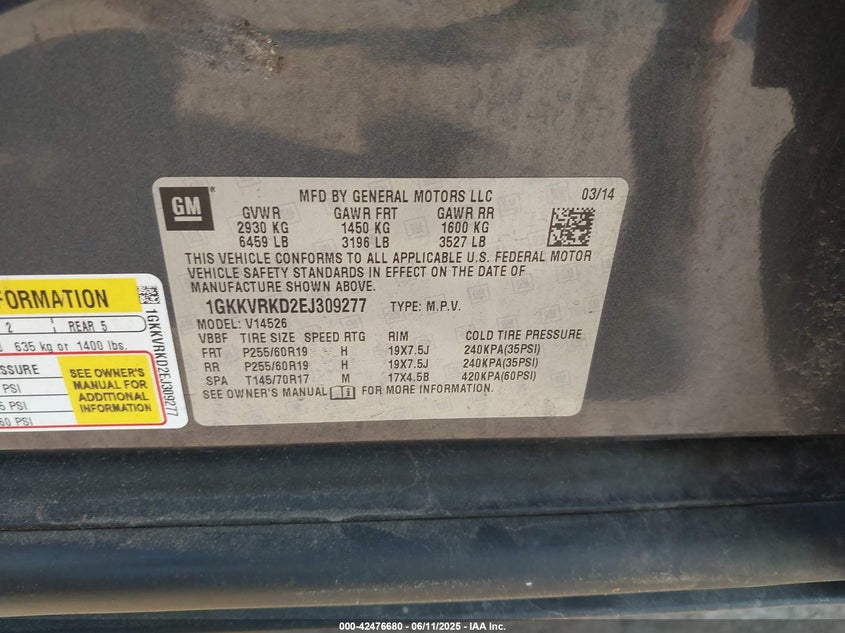 GM
MFD BY GENERAL MOTORS LLC 03/14
GVWR GAWR FRT GAWR RR
2930 KG 1450 KG 1600 KG
6459 LB 3196 LB 3527 LB
THIS VEHICLE CONFORMS TO ALL APPLICABLE U.S. FEDERAL MOTOR
VEHICLE SAFETY STANDARDS IN EFFECT ON THE DATE OF
MANUFACTURE SHOWN ABOVE.
1GKKVRKD2EJ309277 TYPE: M.P.V.
MODEL: V14526
VBBF TIRE SIZE SPEED RTG RIM COLD TIRE PRESSURE
FRT P255/60R19 H 19X7.5J 240KPA(35PSI)
RR P255/60R19 H 19X7.5J 240KPA(35PSI)
SPA T145/70R17 M 17X4.5B 420KPA(60PSI)
SEE OWNER'S MANUAL FOR MORE INFORMATION.
FORMATION
2 REAR 5
635 kg or 1400 lbs.
SSURE
PSI
5 PSI
60 PSI
SEE OWNER'S
MANUAL FOR
ADDITIONAL
INFORMATION
1GKKVRKD2EJ309277
000-42476680 - 06/11/2025 - IAA Inc.